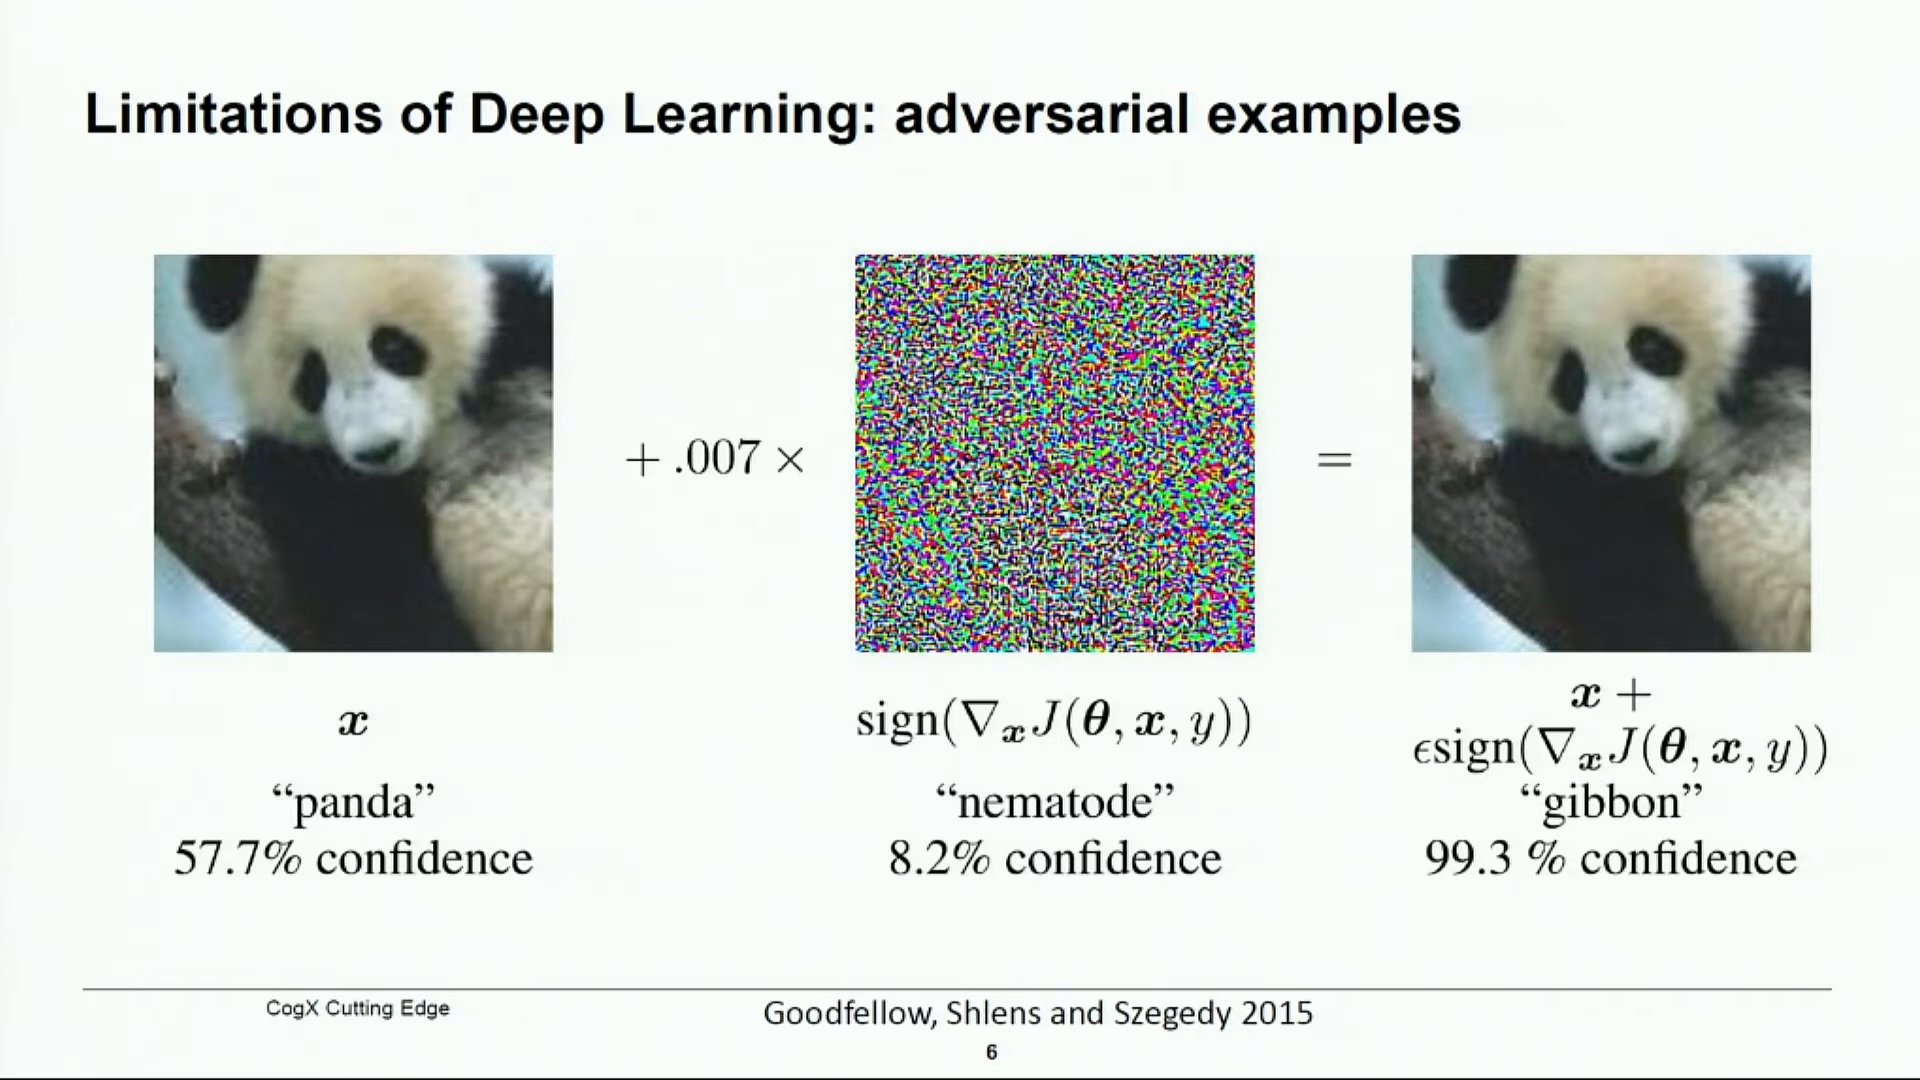 Limitations of Deep Learning: adversarial examples
+ .007 ×
=
x
sign(∇ₓJ(θ, x, y))
x +
ϵsign(∇ₓJ(θ, x, y))
“panda”
“nematode”
“gibbon”
57.7% confidence
8.2% confidence
99.3 % confidence
CogX Cutting Edge
Goodfellow, Shlens and Szegedy 2015
6